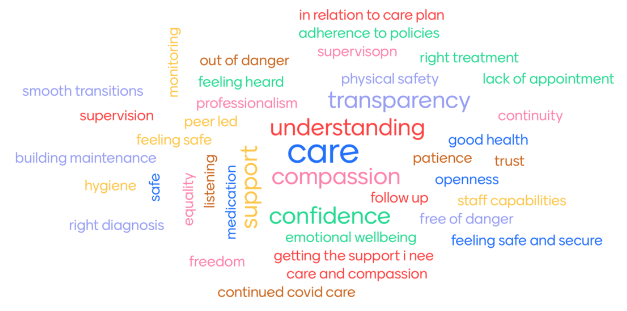 in relation to care plan
adherence to policies
monitoring
supervisopn
out of danger
right treatment
feeling heard
physical safety
lack of appointment
smooth transitions
professionalism
transparency
supervision
peer led
continuity
understanding
feeling safe
good health
care
building maintenance
patience
trust
listening
support
compassion
openness
hygiene
safe
equality
medication
follow up
staff capabilities
confidence
free of danger
right diagnosis
emotional wellbeing
feeling safe and secure
getting the support i nee
freedom
care and compassion
continued covid care